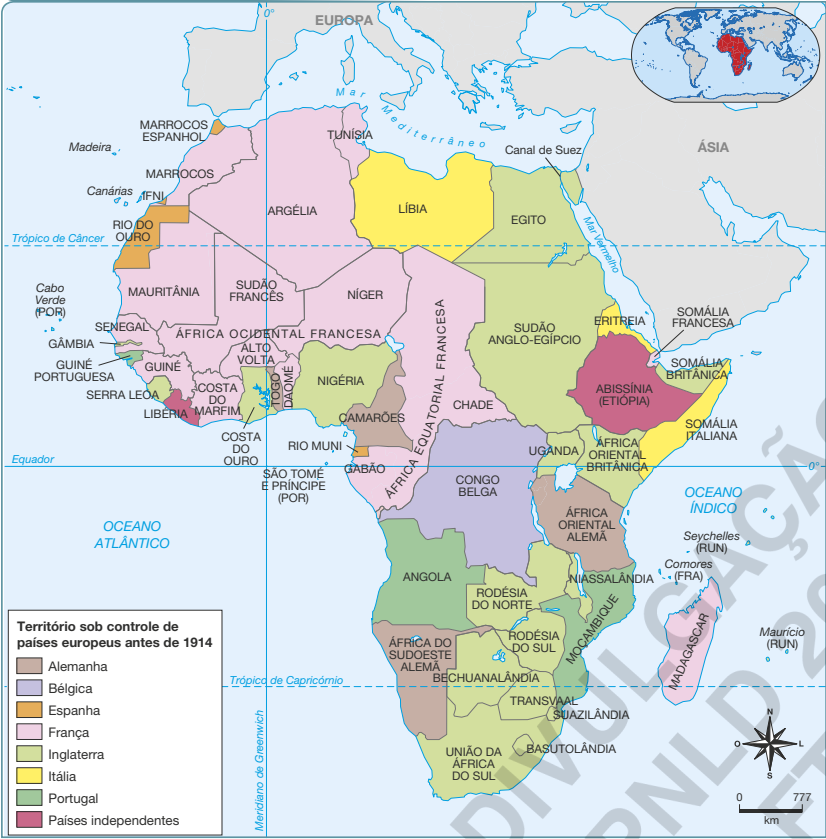 EUROPA
0°
ÁSIA
Mar Mediterrâneo
MARROCOS
ESPANHOL
TUNÍSIA
Canal de Suez
Madeira
MARROCOS
Canárias
IFNI
ARGÉLIA
LÍBIA
EGITO
RIO DO
OURO
Mar Vermelho
Trópico de Câncer
Cabo
Verde
(POR)
MAURITÂNIA
SUDÃO
FRANCÊS
NÍGER
SUDÃO
ANGLO-EGÍPCIO
ERITREIA
SOMÁLIA
FRANCESA
SENEGAL
ÁFRICA OCIDENTAL FRANCESA
GÂMBIA
ALTO
VOLTA
GUINÉ
PORTUGUESA
GUINÉ
SOMÁLIA
BRITÂNICA
NIGÉRIA
TOGO
DAOMÉ
COSTA
DO
MARFIM
SERRA LEOA
LIBÉRIA
ABISSÍNIA
(ETIÓPIA)
CHADE
ÁFRICA EQUATORIAL FRANCESA
CAMARÕES
SOMÁLIA
ITALIANA
COSTA
DO
OURO
RIO MUNI
UGANDA
ÁFRICA
ORIENTAL
BRITÂNICA
Equador
0°
GABÃO
SÃO TOMÉ
E PRÍNCIPE
(POR)
CONGO
BELGA
OCEANO
ÍNDICO
OCEANO
ATLÂNTICO
ÁFRICA
ORIENTAL
ALEMÃ
Seychelles
(RUN)
Comores
(FRA)
ANGOLA
NIASSALÂNDIA
RODÉSIA
DO NORTE
MOÇAMBIQUE
MADAGASCAR
Maurício
(RUN)
RODÉSIA
DO SUL
ÁFRICA DO
SUDOESTE
ALEMÃ
BECHUANALÂNDIA
Trópico de Capricórnio
TRANSVAAL
SUAZILÂNDIA
BASUTOLÂNDIA
UNIÃO DA
ÁFRICA
DO SUL
Meridiano de Greenwich
Território sob controle de
países europeus antes de 1914
Alemanha
Bélgica
Espanha
França
Inglaterra
Itália
Portugal
Países independentes
N
O
L
S
0
777
km
DIVULGAÇÃO
PNLD 20